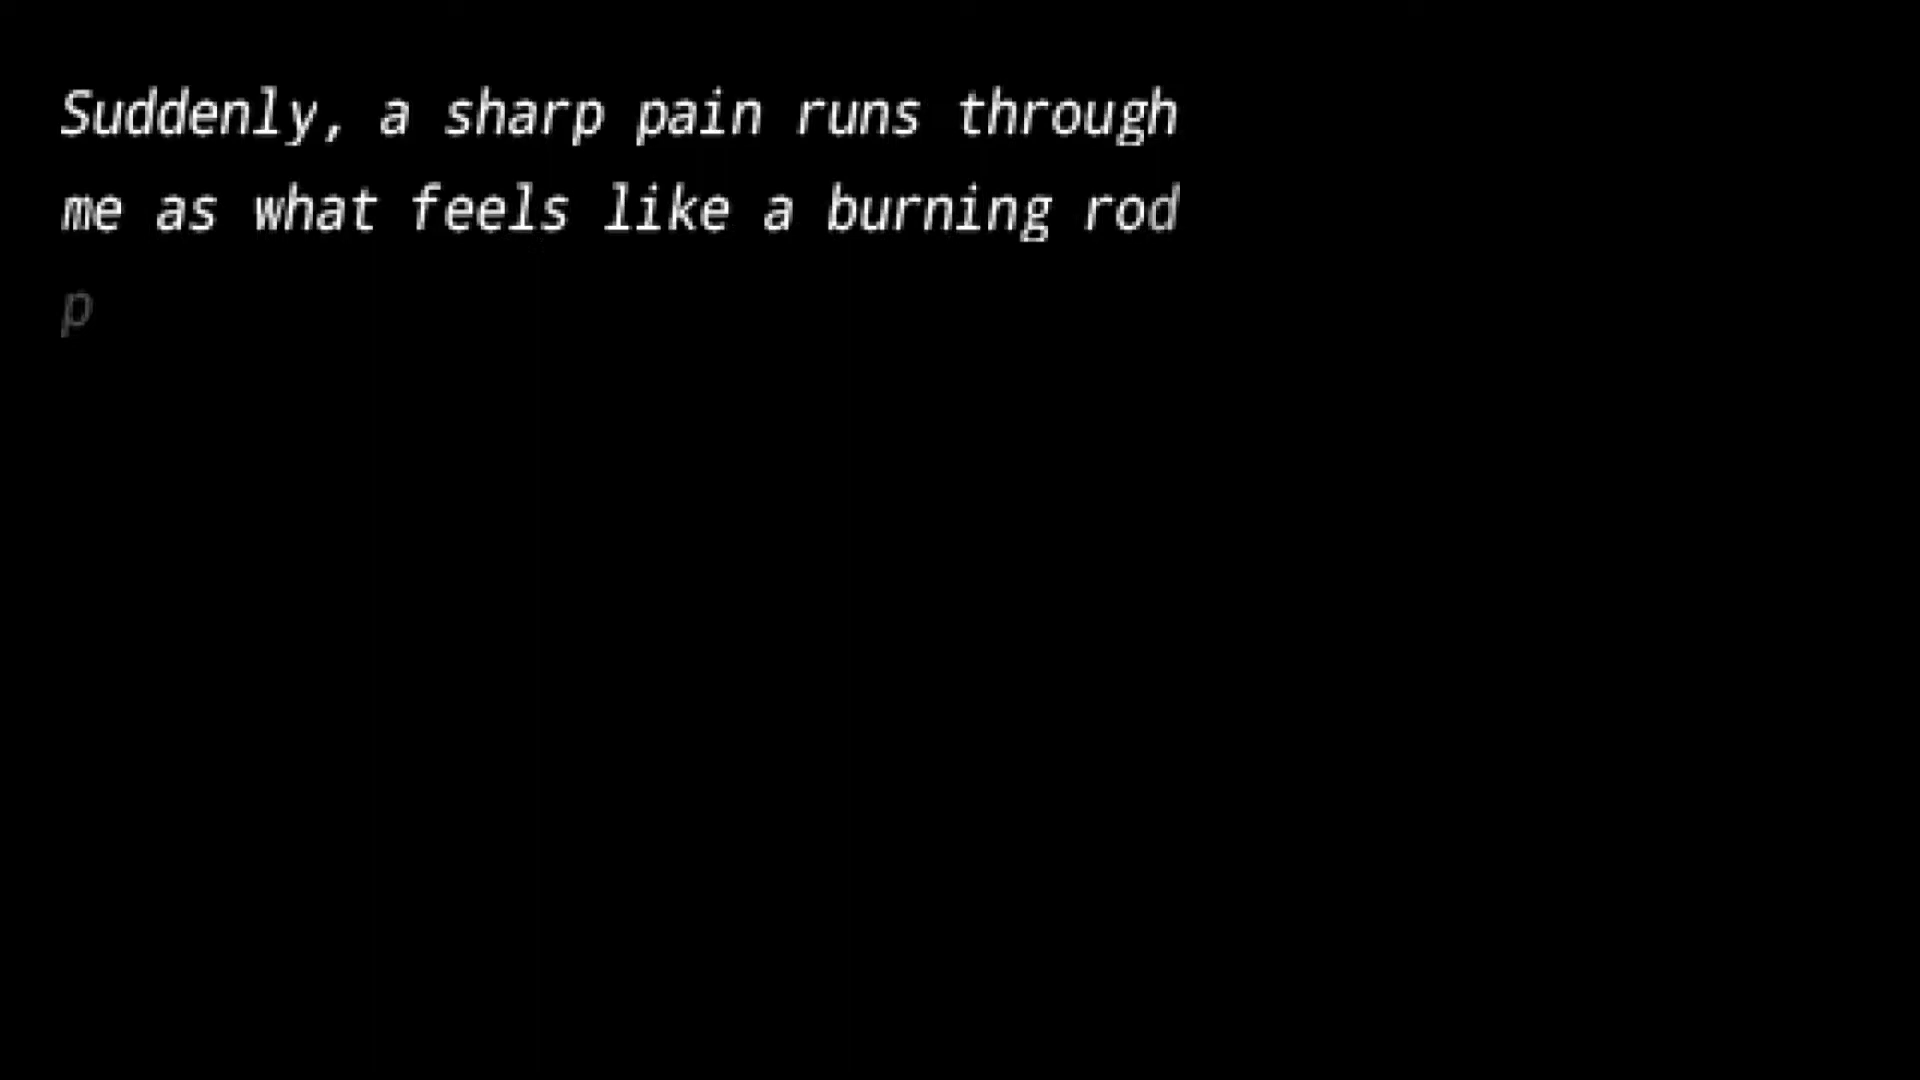 Suddenly, a sharp pain runs through
me as what feels like a burning rod
p